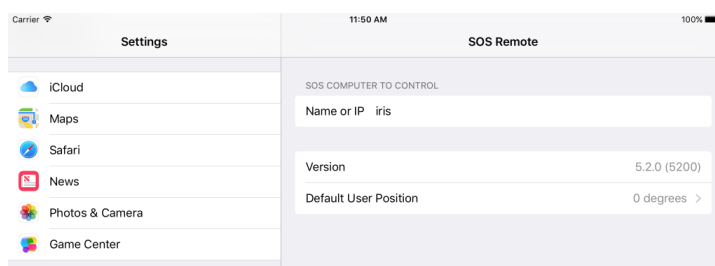 Carrier 11:50 AM 100%
Settings SOS Remote
iCloud
Maps
Safari
News
Photos & Camera
Game Center
SOS COMPUTER TO CONTROL
Name or IP iris
Version 5.2.0 (5200)
Default User Position 0 degrees >